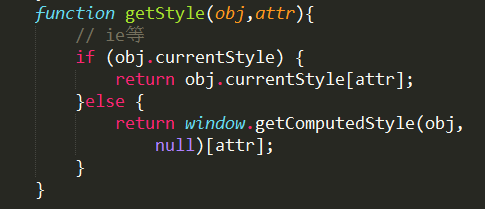 function getStyle(obj,attr){
// ie等
if (obj.currentStyle) {
return obj.currentStyle[attr];
}else {
return window.getComputedStyle(obj,
null)[attr];
}
}